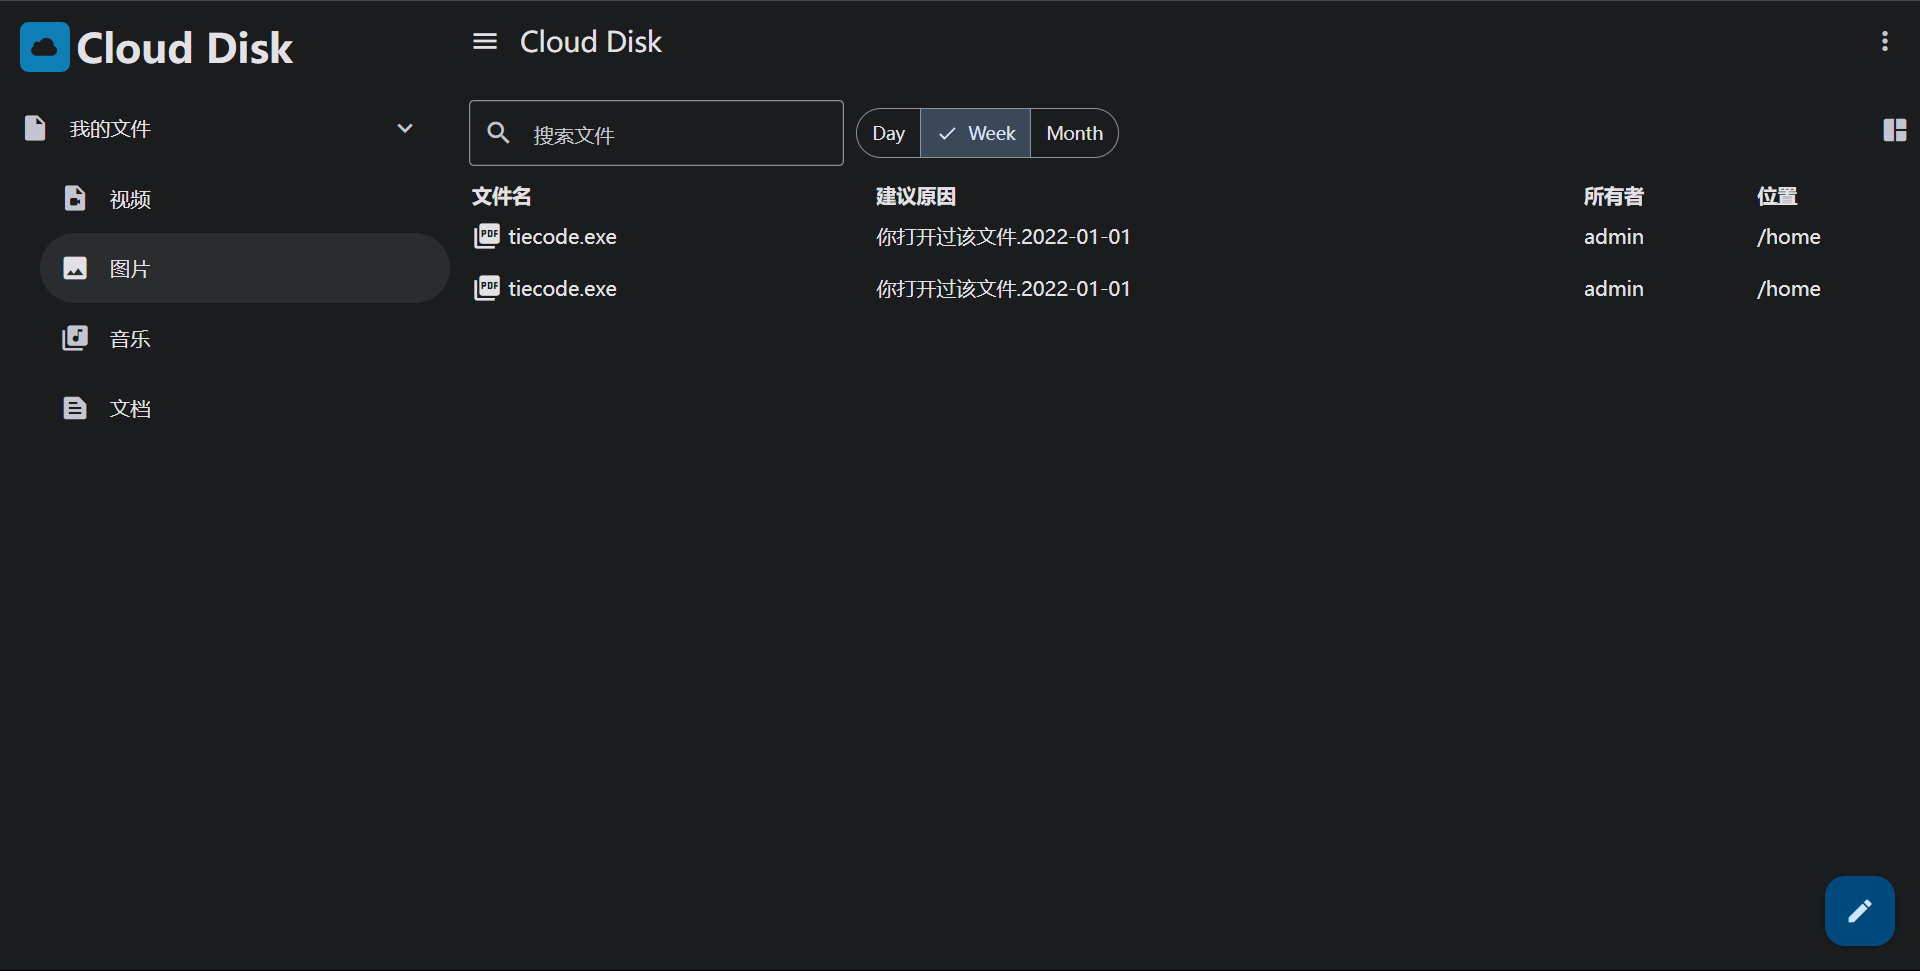 Cloud Disk
我的文件
视频
图片
音乐
文档
Cloud Disk
搜索文件
Day Week Month
文件名 建议原因 所有者 位置
PDF tiecode.exe 你打开过该文件.2022-01-01 admin /home
PDF tiecode.exe 你打开过该文件.2022-01-01 admin /home